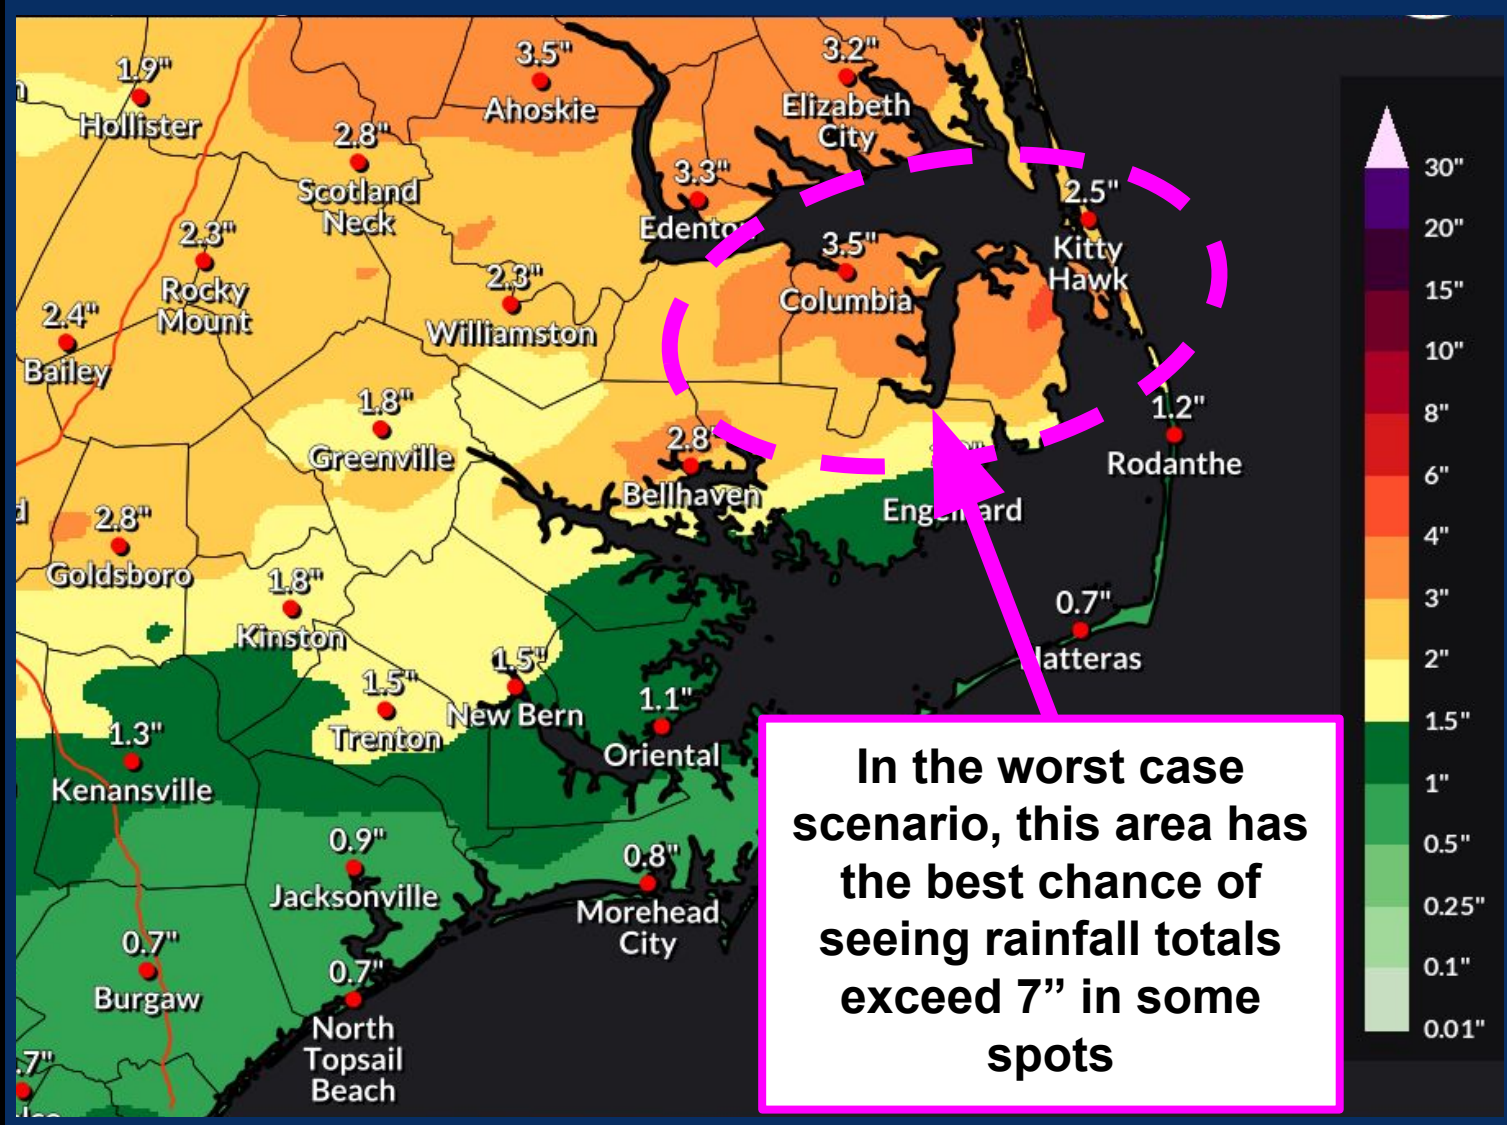 1.9"
Hollister
3.5"
Ahoskie
3.2"
Elizabeth
City
2.8"
Scotland
Neck
3.3"
Edenton
2.5"
Kitty
Hawk
2.3"
Rocky
Mount
2.3"
Williamston
3.5"
Columbia
2.4"
Bailey
1.8"
Greenville
2.8"
Bellhaven
1.2"
Rodanthe
Engelhard
2.8"
Goldsboro
1.8"
Kinston
0.7"
Hatteras
1.5"
Trenton
1.5"
New Bern
1.1"
Oriental
1.3"
Kenansville
0.9"
Jacksonville
0.8"
Morehead
City
0.7"
Burgaw
0.7"
North
Topsail
Beach
.7"
In the worst case
scenario, this area has
the best chance of
seeing rainfall totals
exceed 7” in some
spots
30"
20"
15"
10"
8"
6"
4"
3"
2"
1.5"
1"
0.5"
0.25"
0.1"
0.01"